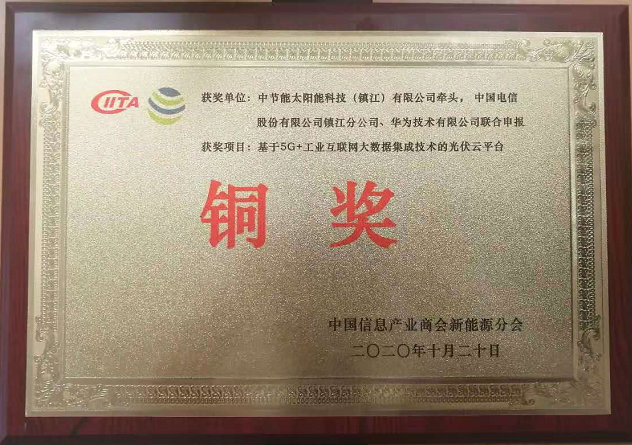 CIITA
获奖单位：中节能太阳能科技（镇江）有限公司牵头，中国电信
股份有限公司镇江分公司、华为技术有限公司联合申报
获奖项目：基于5G+工业互联网大数据集成技术的光伏云平台
铜奖
中国信息产业商会新能源分会
二〇二〇年十月二十日